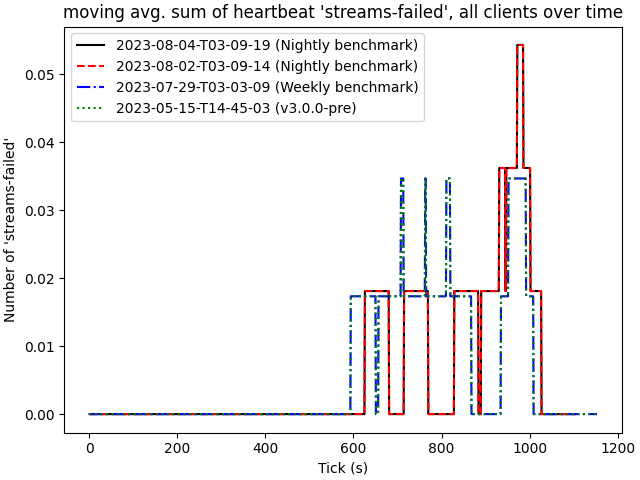 moving avg. sum of heartbeat 'streams-failed', all clients over time
2023-08-04-T03-09-19 (Nightly benchmark)
2023-08-02-T03-09-14 (Nightly benchmark)
2023-07-29-T03-03-09 (Weekly benchmark)
2023-05-15-T14-45-03 (v3.0.0-pre)
Number of 'streams-failed'
0.05
0.04
0.03
0.02
0.01
0.00
0 200 400 600 800 1000 1200
Tick (s)